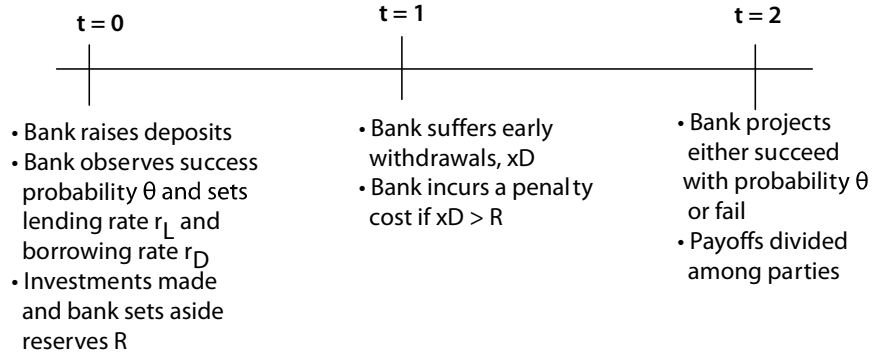 t = 0
• Bank raises deposits
• Bank observes success
probability θ and sets
lending rate r_L and
borrowing rate r_D
• Investments made
and bank sets aside
reserves R
t = 1
• Bank suffers early
withdrawals, xD
• Bank incurs a penalty
cost if xD > R
t = 2
• Bank projects
either succeed
with probability θ
or fail
• Payoffs divided
among parties